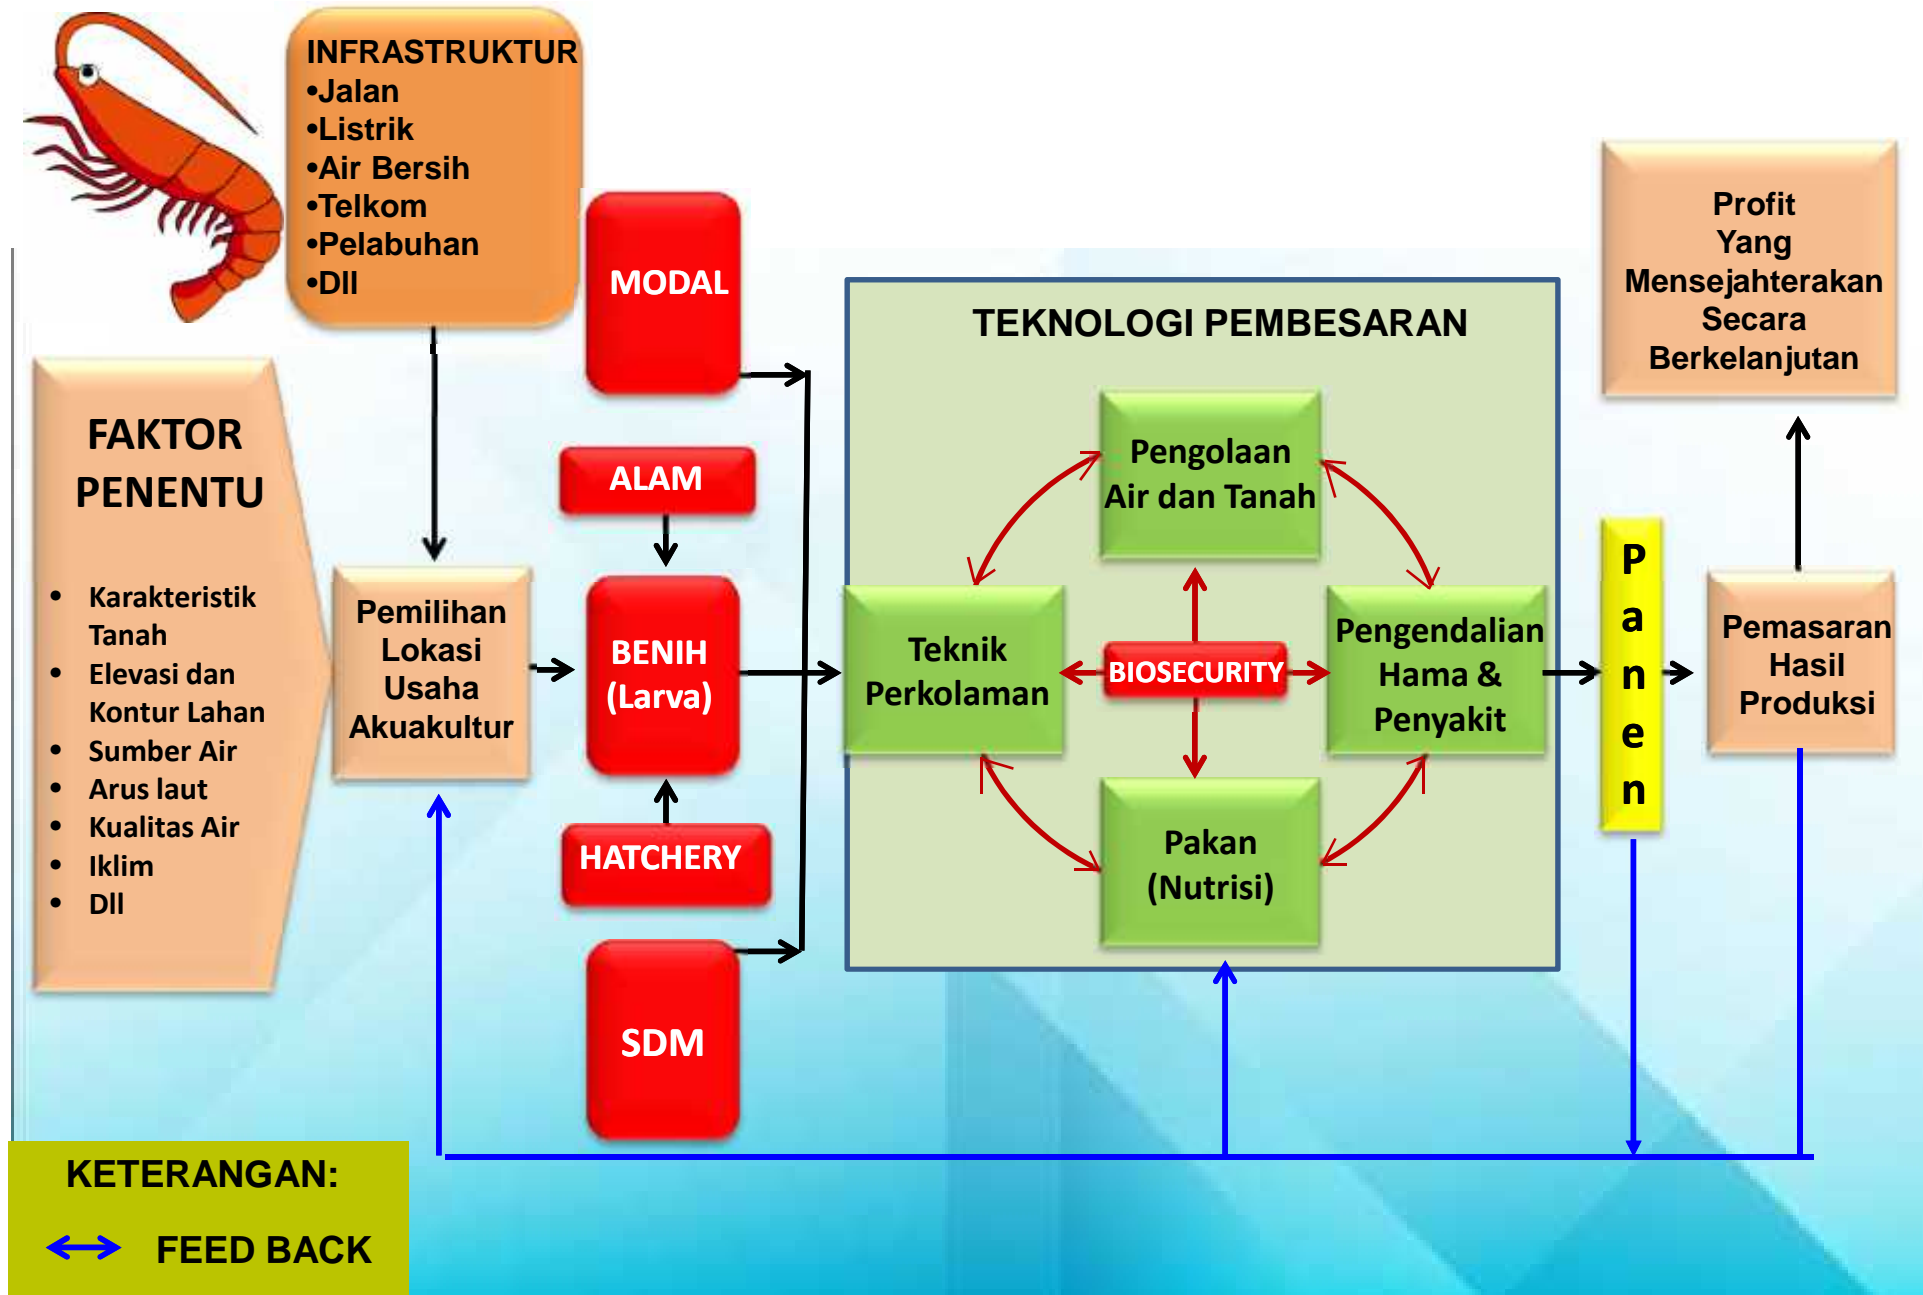 INFRASTRUKTUR
•Jalan
•Listrik
•Air Bersih
•Telkom
•Pelabuhan
•Dll
FAKTOR
PENENTU
• Karakteristik
Tanah
• Elevasi dan
Kontur Lahan
• Sumber Air
• Arus laut
• Kualitas Air
• Iklim
• Dll
Pemilihan
Lokasi
Usaha
Akuakultur
MODAL
ALAM
BENIH
(Larva)
HATCHERY
SDM
TEKNOLOGI PEMBESARAN
Pengolaan
Air dan Tanah
Teknik
Perkolaman
BIOSECURITY
Pengendalian
Hama &
Penyakit
Pakan
(Nutrisi)
P
a
n
e
n
Profit
Yang
Mensejahterakan
Secara
Berkelanjutan
Pemasaran
Hasil
Produksi
KETERANGAN:
FEED BACK